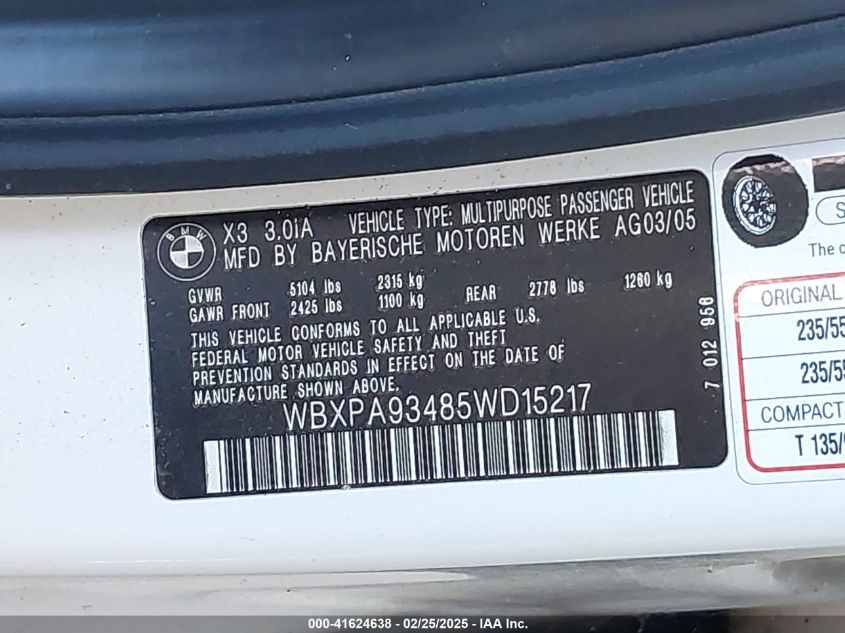 BMW
X3 3.0iA VEHICLE TYPE: MULTIPURPOSE PASSENGER VEHICLE
MFD BY BAYERISCHE MOTOREN WERKE AG03/05
GVWR 5104 lbs 2315 kg
GAWR FRONT 2425 lbs 1100 kg REAR 2778 lbs 1260 kg
THIS VEHICLE CONFORMS TO ALL APPLICABLE U.S.
FEDERAL MOTOR VEHICLE SAFETY AND THEFT
PREVENTION STANDARDS IN EFFECT ON THE DATE OF
MANUFACTURE SHOWN ABOVE.
WBXPA93485WD15217
7 012 956
S
The c
ORIGINAL
235/55
235/55
COMPACT
T 135/
000-41624638 - 02/25/2025 - IAA Inc.